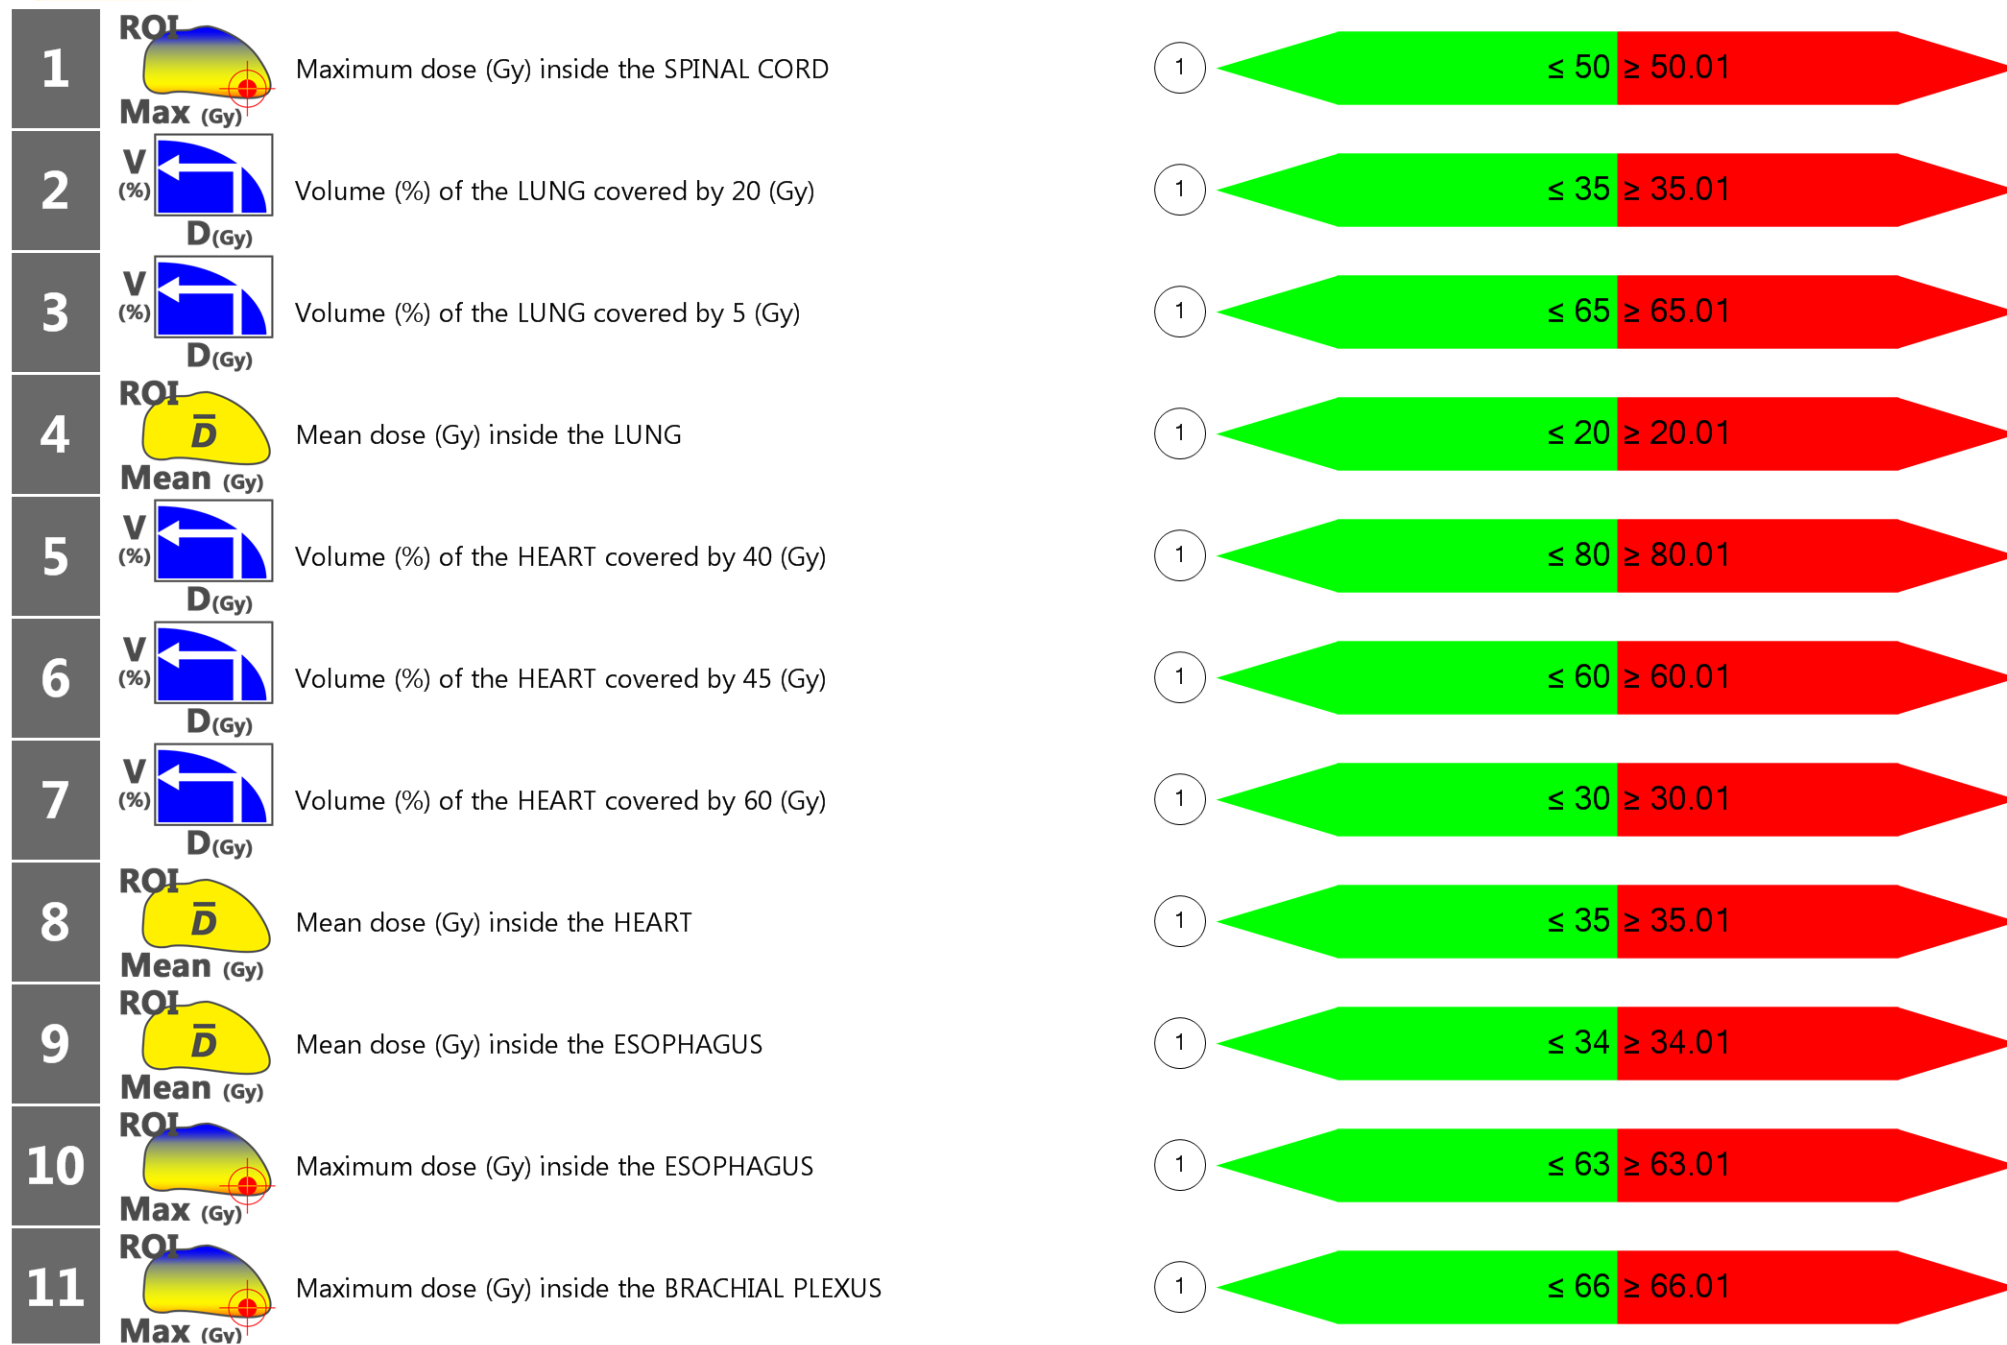 1 ROI Max (Gy) Maximum dose (Gy) inside the SPINAL CORD 1 ≤ 50 ≥ 50.01
2 V (%) D(Gy) Volume (%) of the LUNG covered by 20 (Gy) 1 ≤ 35 ≥ 35.01
3 V (%) D(Gy) Volume (%) of the LUNG covered by 5 (Gy) 1 ≤ 65 ≥ 65.01
4 ROI D̅ Mean (Gy) Mean dose (Gy) inside the LUNG 1 ≤ 20 ≥ 20.01
5 V (%) D(Gy) Volume (%) of the HEART covered by 40 (Gy) 1 ≤ 80 ≥ 80.01
6 V (%) D(Gy) Volume (%) of the HEART covered by 45 (Gy) 1 ≤ 60 ≥ 60.01
7 V (%) D(Gy) Volume (%) of the HEART covered by 60 (Gy) 1 ≤ 30 ≥ 30.01
8 ROI D̅ Mean (Gy) Mean dose (Gy) inside the HEART 1 ≤ 35 ≥ 35.01
9 ROI D̅ Mean (Gy) Mean dose (Gy) inside the ESOPHAGUS 1 ≤ 34 ≥ 34.01
10 ROI Max (Gy) Maximum dose (Gy) inside the ESOPHAGUS 1 ≤ 63 ≥ 63.01
11 ROI Max (Gy) Maximum dose (Gy) inside the BRACHIAL PLEXUS 1 ≤ 66 ≥ 66.01